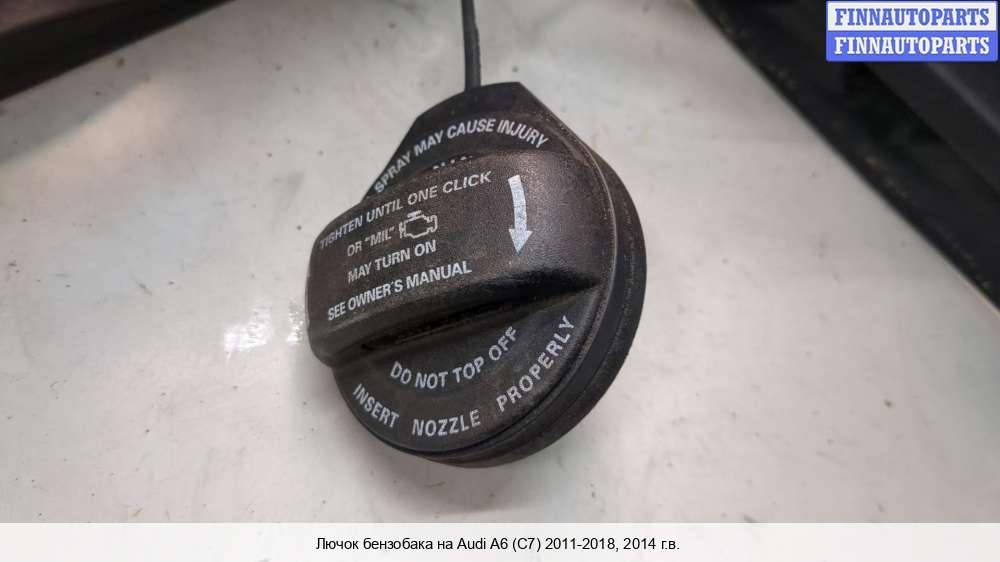 FINNAUTOPARTS
FINNAUTOPARTS
SPRAY MAY CAUSE INJURY
TIGHTEN UNTIL ONE CLICK
OR "MIL"
MAY TURN ON
SEE OWNER'S MANUAL
DO NOT TOP OFF
INSERT NOZZLE PROPERLY
Лючок бензобака на Audi A6 (C7) 2011-2018, 2014 г.в.